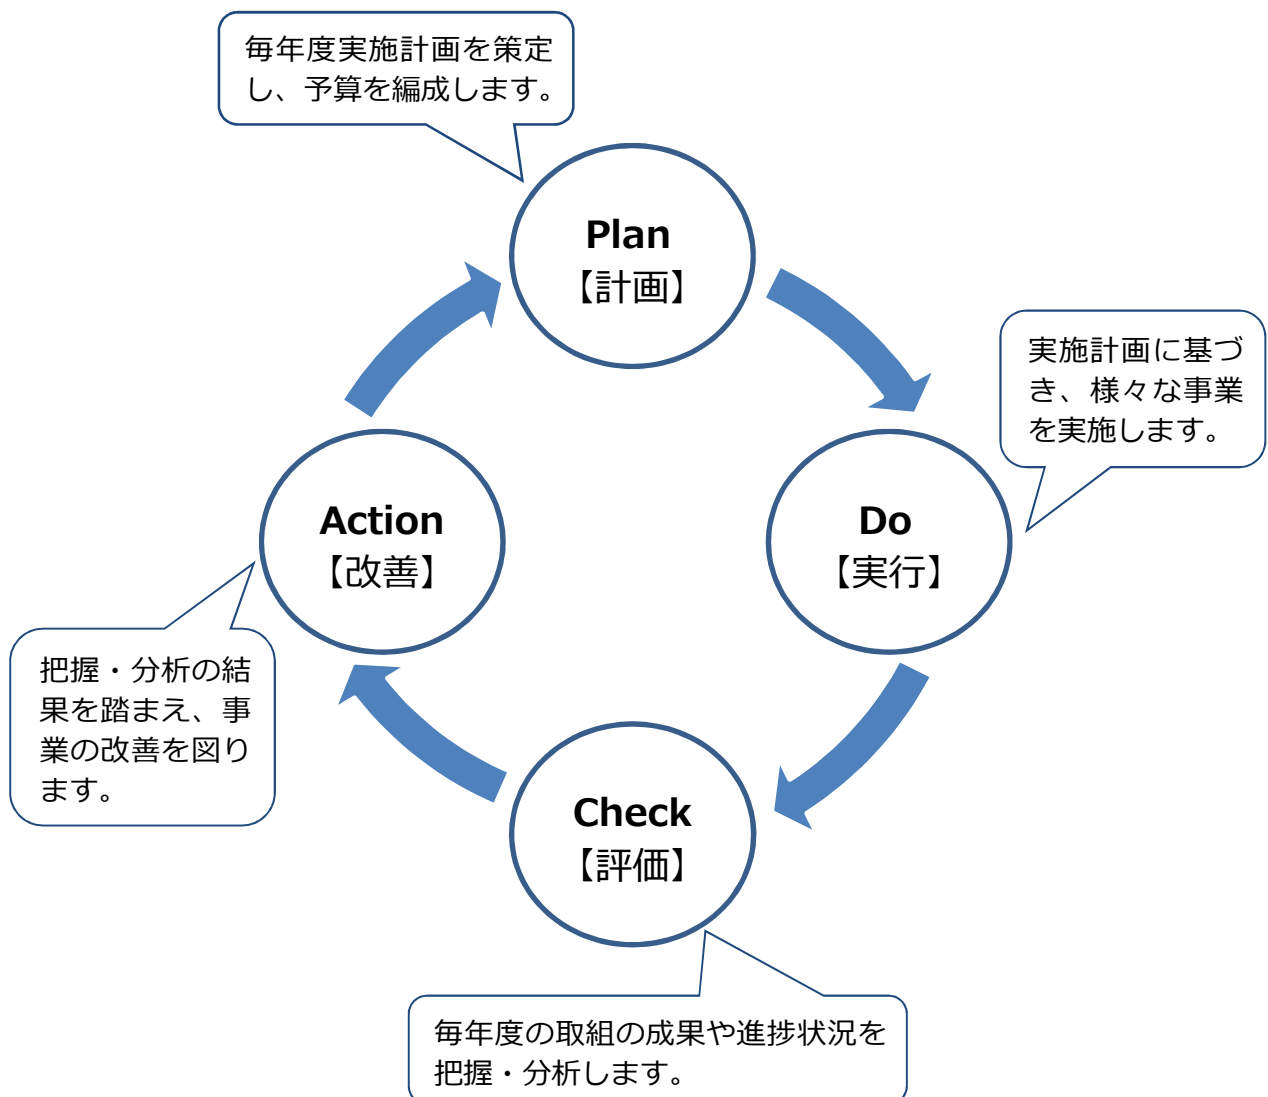 毎年度実施計画を策定
し、予算を編成します。
Plan
【計画】
実施計画に基づ
き、様々な事業
を実施します。
Do
【実行】
Action
【改善】
把握・分析の結
果を踏まえ、事
業の改善を図り
ます。
Check
【評価】
毎年度の取組の成果や進捗状況を
把握・分析します。